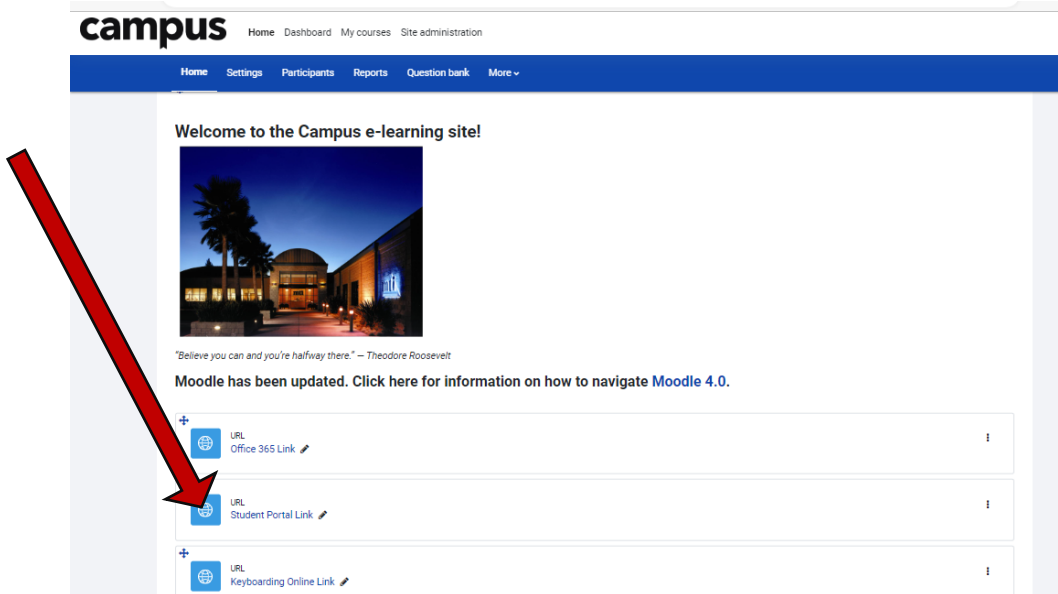 campus
Home Dashboard My courses Site administration
Home Settings Participants Reports Question bank More
Welcome to the Campus e-learning site!
"Believe you can and you're halfway there." — Theodore Roosevelt
Moodle has been updated. Click here for information on how to navigate Moodle 4.0.
URL
Office 365 Link
URL
Student Portal Link
URL
Keyboarding Online Link